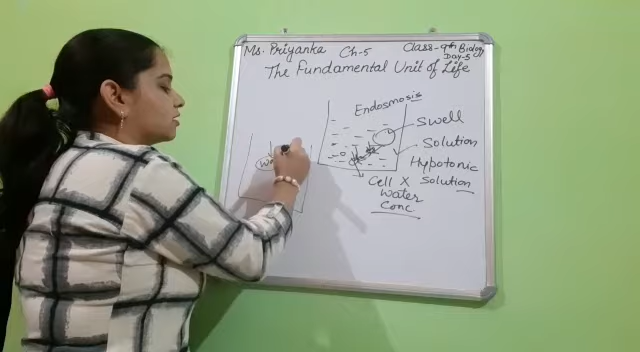 Ms. Priyanka Ch-5 Class-9th Biology
Day-5
The Fundamental Unit of Life
Endosmosis
Swell
Solution
Hypotonic
Solution
Cell X
Water
Conc